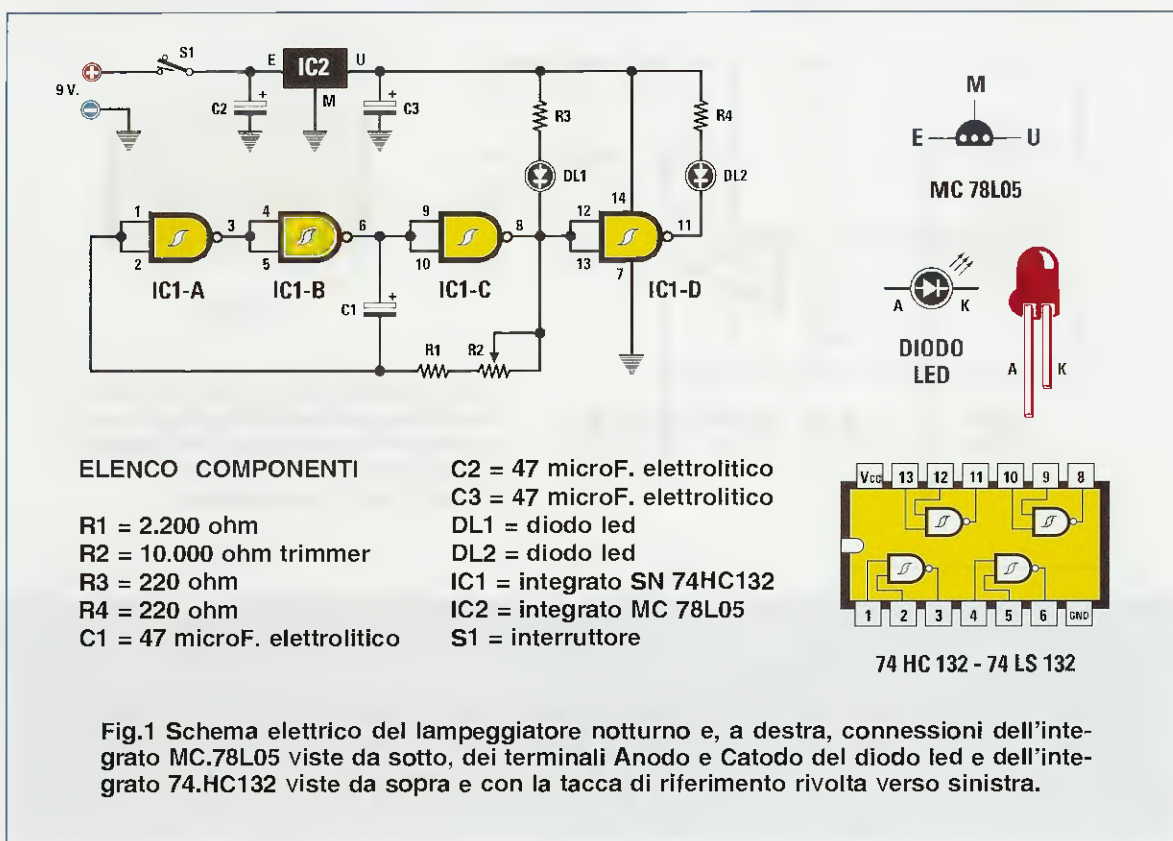 S1
E IC2 U
9 V.
M
C2
C3
R3
R4
DL1
DL2
1
2
3
IC1-A
4
5
6
IC1-B
9
10
8
IC1-C
12
13
14
7
11
IC1-D
C1
R1
R2
M
E U
MC 78L05
A K
DIODO
LED
A K
ELENCO COMPONENTI
R1 = 2.200 ohm
R2 = 10.000 ohm trimmer
R3 = 220 ohm
R4 = 220 ohm
C1 = 47 microF. elettrolitico
C2 = 47 microF. elettrolitico
C3 = 47 microF. elettrolitico
DL1 = diodo led
DL2 = diodo led
IC1 = integrato SN 74HC132
IC2 = integrato MC 78L05
S1 = interruttore
Vcc 13 12 11 10 9 8
1 2 3 4 5 6 GND
74 HC 132 - 74 LS 132
Fig.1 Schema elettrico del lampeggiatore notturno e, a destra, connessioni dell'inte-
grato MC.78L05 viste da sotto, dei terminali Anodo e Catodo del diodo led e dell'inte-
grato 74.HC132 viste da sopra e con la tacca di riferimento rivolta verso sinistra.